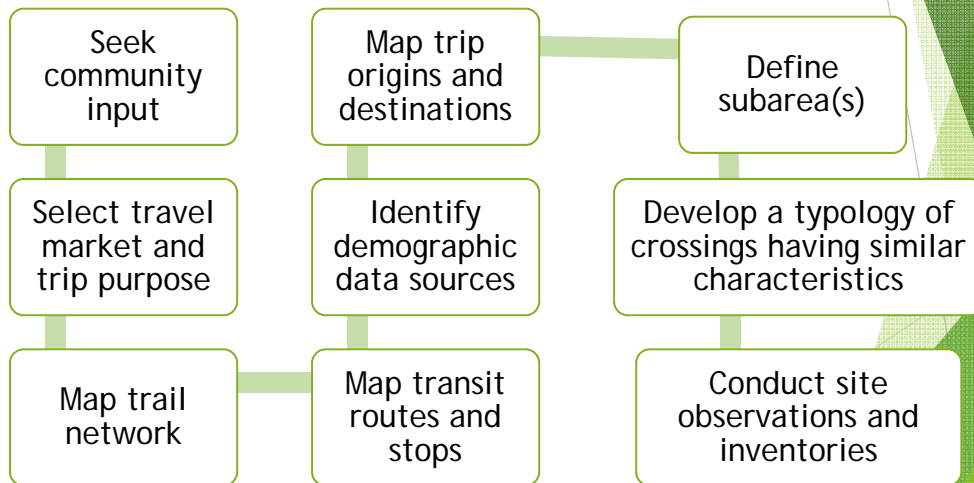 Seek
community
input
Select travel
market and
trip purpose
Map trail
network
Map transit
routes and
stops
Identify
demographic
data sources
Map trip
origins and
destinations
Define
subarea(s)
Develop a typology of
crossings having similar
characteristics
Conduct site
observations and
inventories